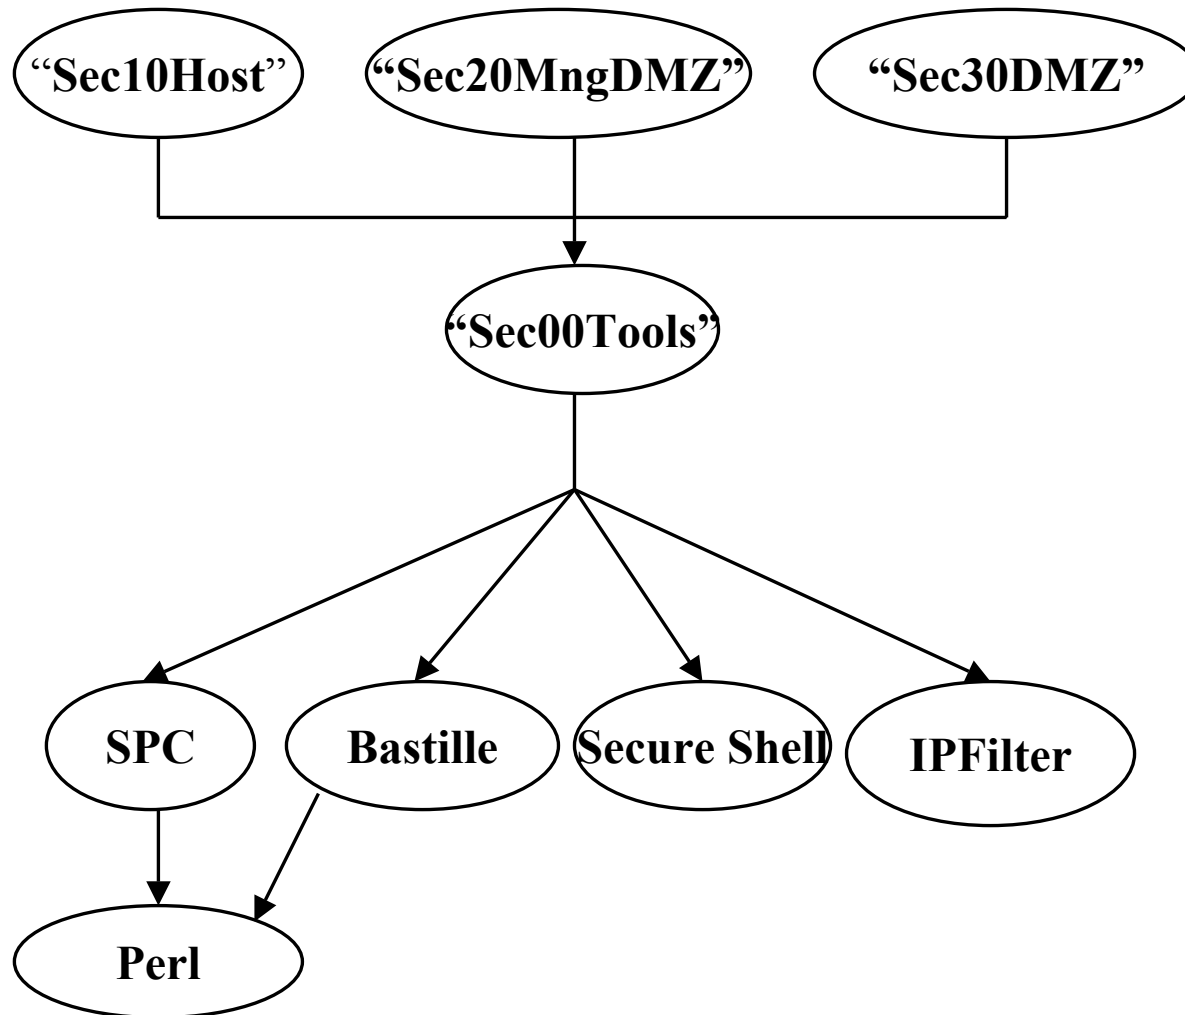 “Sec10Host”
“Sec20MngDMZ”
“Sec30DMZ”
“Sec00Tools”
SPC
Bastille
Secure Shell
IPFilter
Perl